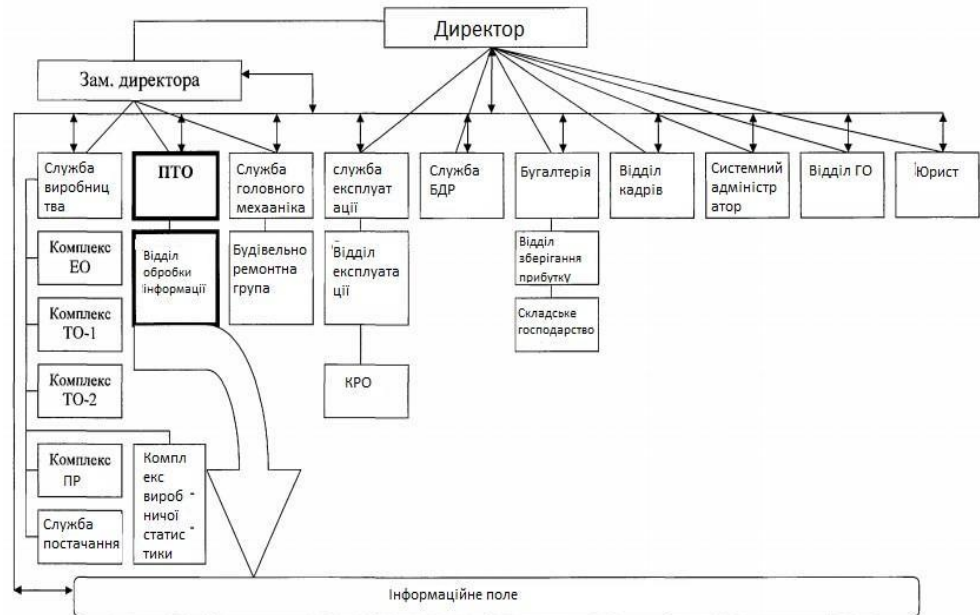 Директор
Зам. директора
Служба
виробниц
тва
ПТО
Служба
головного
мехааніка
служба
експлуат
ації
Служба
БДР
Бугалтерія
Відділ
кадрів
Системний
адміністр
атор
Відділ ГО
Юрист
Комплекс
ЕО
Відділ
обробки
інформації
Будівельно
ремонтна
група
Відділ
експлуата
ції
Відділ
зберігання
прибутку
Комплекс
ТО-1
Складське
господарство
Комплекс
ТО-2
КРО
Комплекс
ПР
Компл
екс
вироб-
ничої
статис-
тики
Служба
постачання
Інформаційне поле